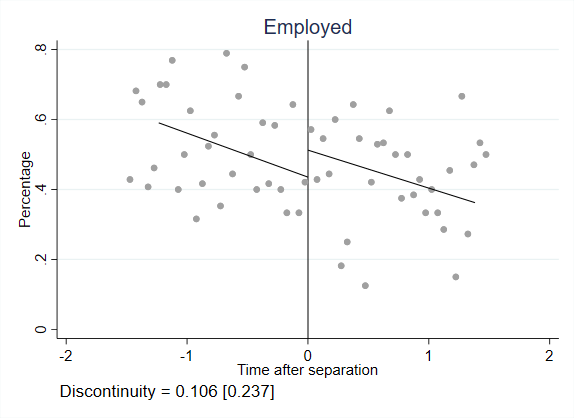 Employed
Percentage
.8
.6
.4
.2
0
-2 -1 0 1 2
Time after separation
Discontinuity = 0.106 [0.237]